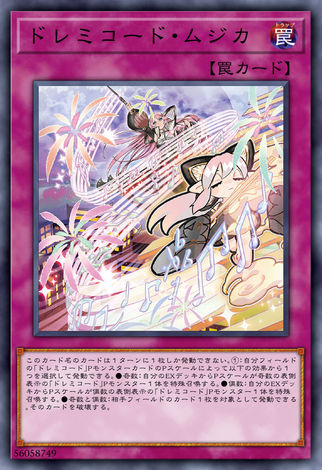 ドレミコード・ムジカ
トラップ
罠
【罠カード】
このカード名のカードは1ターンに1枚しか発動できない。①:自分フィールド
の「ドレミコード」PモンスターカードのPスケールによって以下の効果から1
つを選択して発動できる。●奇数:自分のEXデッキからPスケールが奇数の表側
表示の「ドレミコード」Pモンスター1体を特殊召喚する。●偶数:自分のEXデッ
キからPスケールが偶数の表側表示の「ドレミコード」Pモンスター1体を特殊
召喚する。●奇数と偶数:相手フィールドのカード1枚を対象として発動できる。
そのカードを破壊する。
56058749